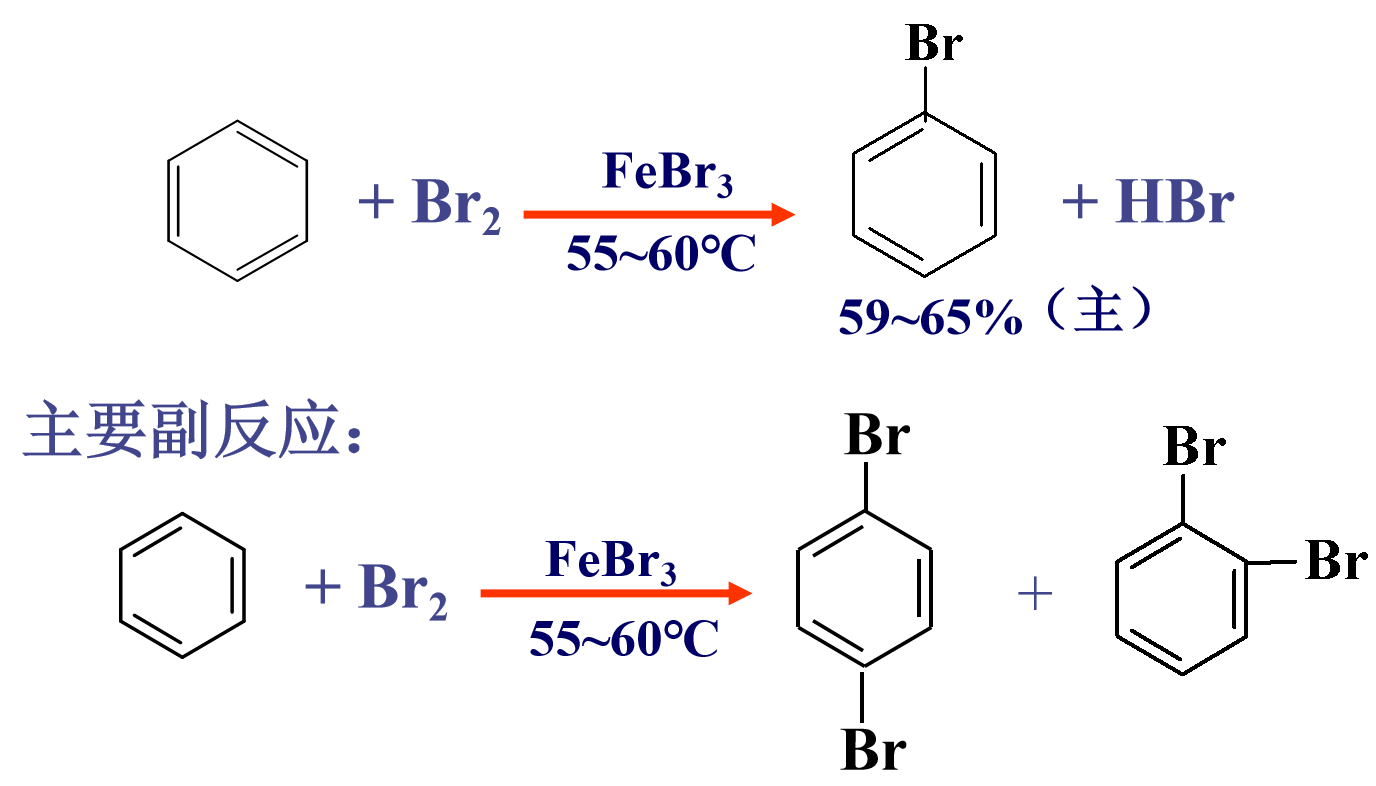 Br
+ Br₂ FeBr₃ + HBr
55~60℃
59~65%（主）
主要副反应：
Br Br
+ Br₂ FeBr₃ + Br
55~60℃
Br